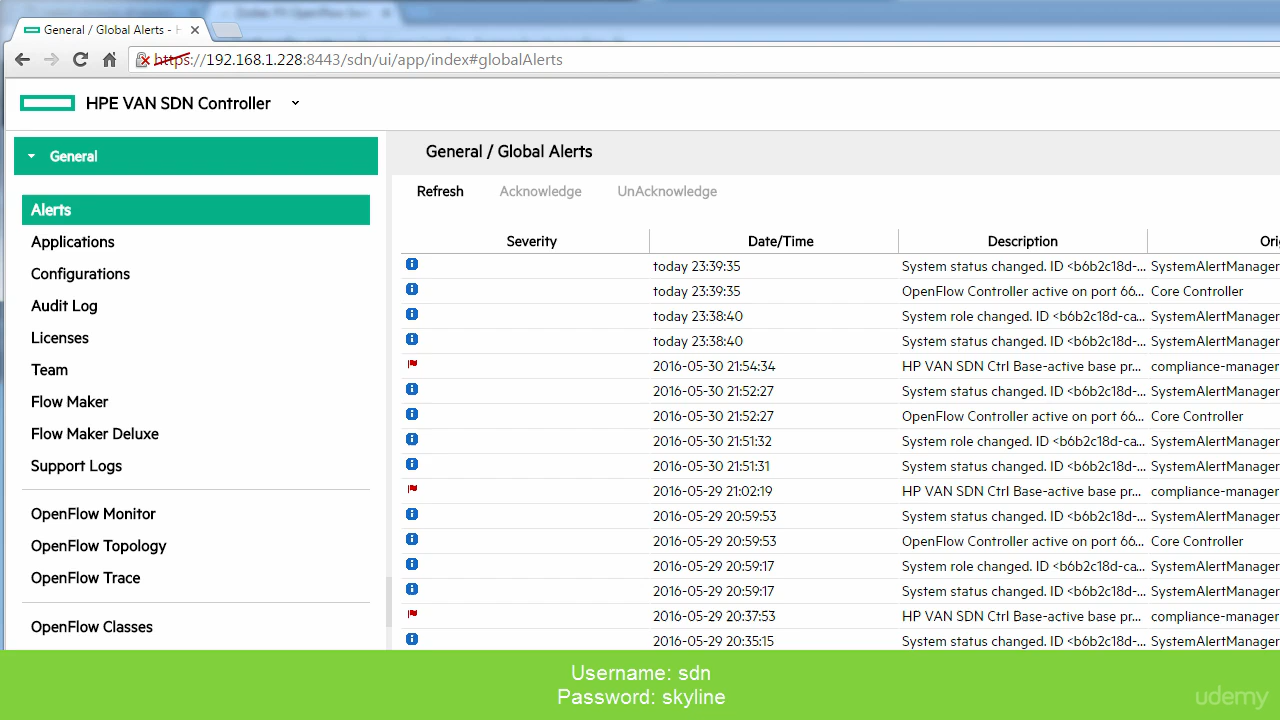 General / Global Alerts - H
https://192.168.1.228:8443/sdn/ui/app/index#globalAlerts
HPE VAN SDN Controller
General
Alerts
Applications
Configurations
Audit Log
Licenses
Team
Flow Maker
Flow Maker Deluxe
Support Logs
OpenFlow Monitor
OpenFlow Topology
OpenFlow Trace
OpenFlow Classes
General / Global Alerts
Refresh Acknowledge UnAcknowledge
Severity Date/Time Description Ori
today 23:39:35 System status changed. ID <b6b2c18d-... SystemAlertManager
today 23:39:35 OpenFlow Controller active on port 66... Core Controller
today 23:38:40 System role changed. ID <b6b2c18d-ca... SystemAlertManager
today 23:38:40 System status changed. ID <b6b2c18d-... SystemAlertManager
2016-05-30 21:54:34 HP VAN SDN Ctrl Base-active base pr... compliance-manager
2016-05-30 21:52:27 System status changed. ID <b6b2c18d-... SystemAlertManager
2016-05-30 21:52:27 OpenFlow Controller active on port 66... Core Controller
2016-05-30 21:51:32 System role changed. ID <b6b2c18d-ca... SystemAlertManager
2016-05-30 21:51:31 System status changed. ID <b6b2c18d-... SystemAlertManager
2016-05-29 21:02:19 HP VAN SDN Ctrl Base-active base pr... compliance-manager
2016-05-29 20:59:53 System status changed. ID <b6b2c18d-... SystemAlertManager
2016-05-29 20:59:53 OpenFlow Controller active on port 66... Core Controller
2016-05-29 20:59:17 System role changed. ID <b6b2c18d-ca... SystemAlertManager
2016-05-29 20:59:17 System status changed. ID <b6b2c18d-... SystemAlertManager
2016-05-29 20:37:53 HP VAN SDN Ctrl Base-active base pr... compliance-manager
2016-05-29 20:35:15 System status changed. ID <b6b2c18d-... SystemAlertManager
Username: sdn
Password: skyline
udemy